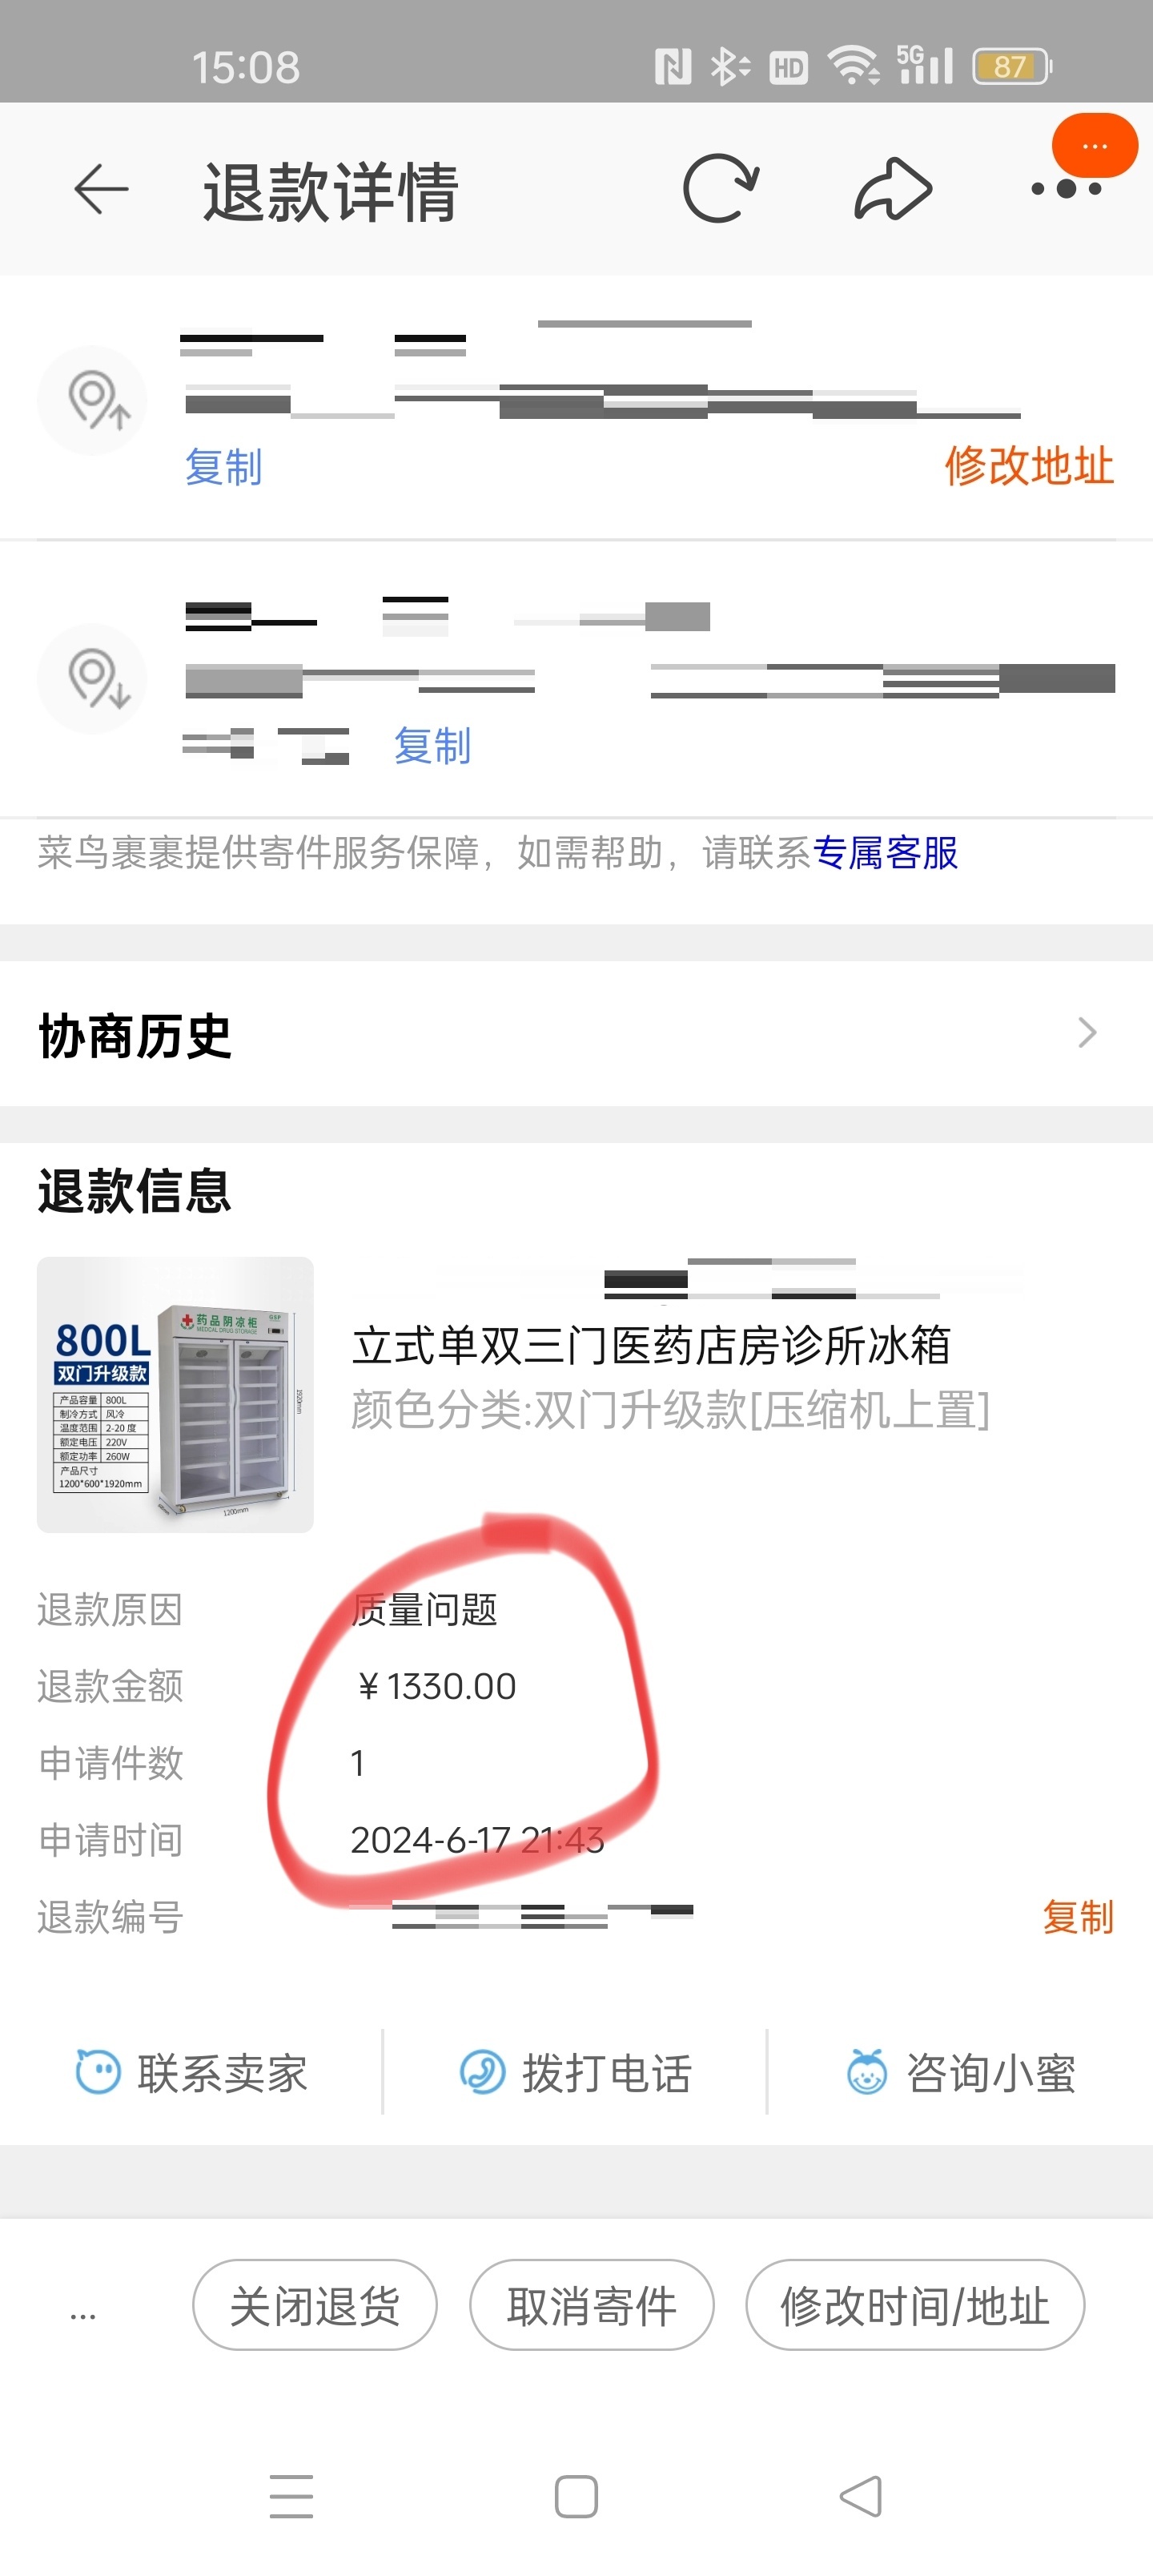 15:08
HD
5G
87
退款详情
...
复制
修改地址
复制
菜鸟裹裹提供寄件服务保障，如需帮助，请联系专属客服
协商历史
退款信息
800L
双门升级款
产品容量 800L
制冷方式 风冷
温度范围 2-20 度
额定电压 220V
额定功率 260W
产品尺寸
1200*600*1920mm
药品阴凉柜
MEDICAL DRUG STORAGE
GSP
1920mm
1200mm
立式单双三门医药店房诊所冰箱
颜色分类:双门升级款[压缩机上置]
退款原因 质量问题
退款金额 ￥1330.00
申请件数 1
申请时间 2024-6-17 21:43
退款编号
复制
联系卖家 拨打电话 咨询小蜜
... 关闭退货 取消寄件 修改时间/地址